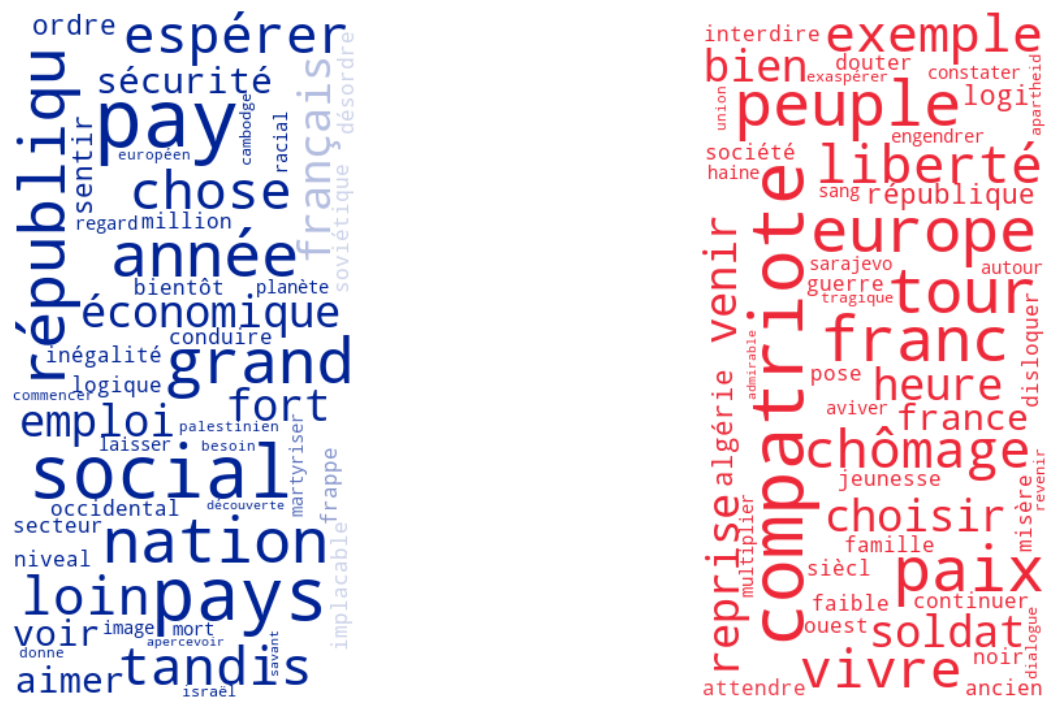 ordre
espérer
sécurité
désordre
républiqu
pay
cambodge
racial
français
sentir
européen
chose
soviétique
regard
million
année
bientôt
planète
économique
conduire
inégalité
grand
logique
commencer
fort
emploi
palestinien
martyriser
laisser
besoin
frappe
social
occidental
découverte
secteur
nation
niveal
implacable
loin
pays
voir
image
mort
apercevoir
donne
savant
tandis
aimer
israël
interdire
exemple
bien
douter
exaspérer
constater
apartheid
union
peuple
logi
engendrer
société
liberté
haine
sang
république
compatriote
europe
venir
sarajevo
autour
guerre
tragique
tour
disloquer
franc
admirable
pose
heure
algérie
aviver
france
chômage
revenir
jeunesse
misère
reprise
multiplier
choisir
famille
siècl
paix
faible
continuer
ouest
soldat
dialogue
vivre
noir
attendre
ancien